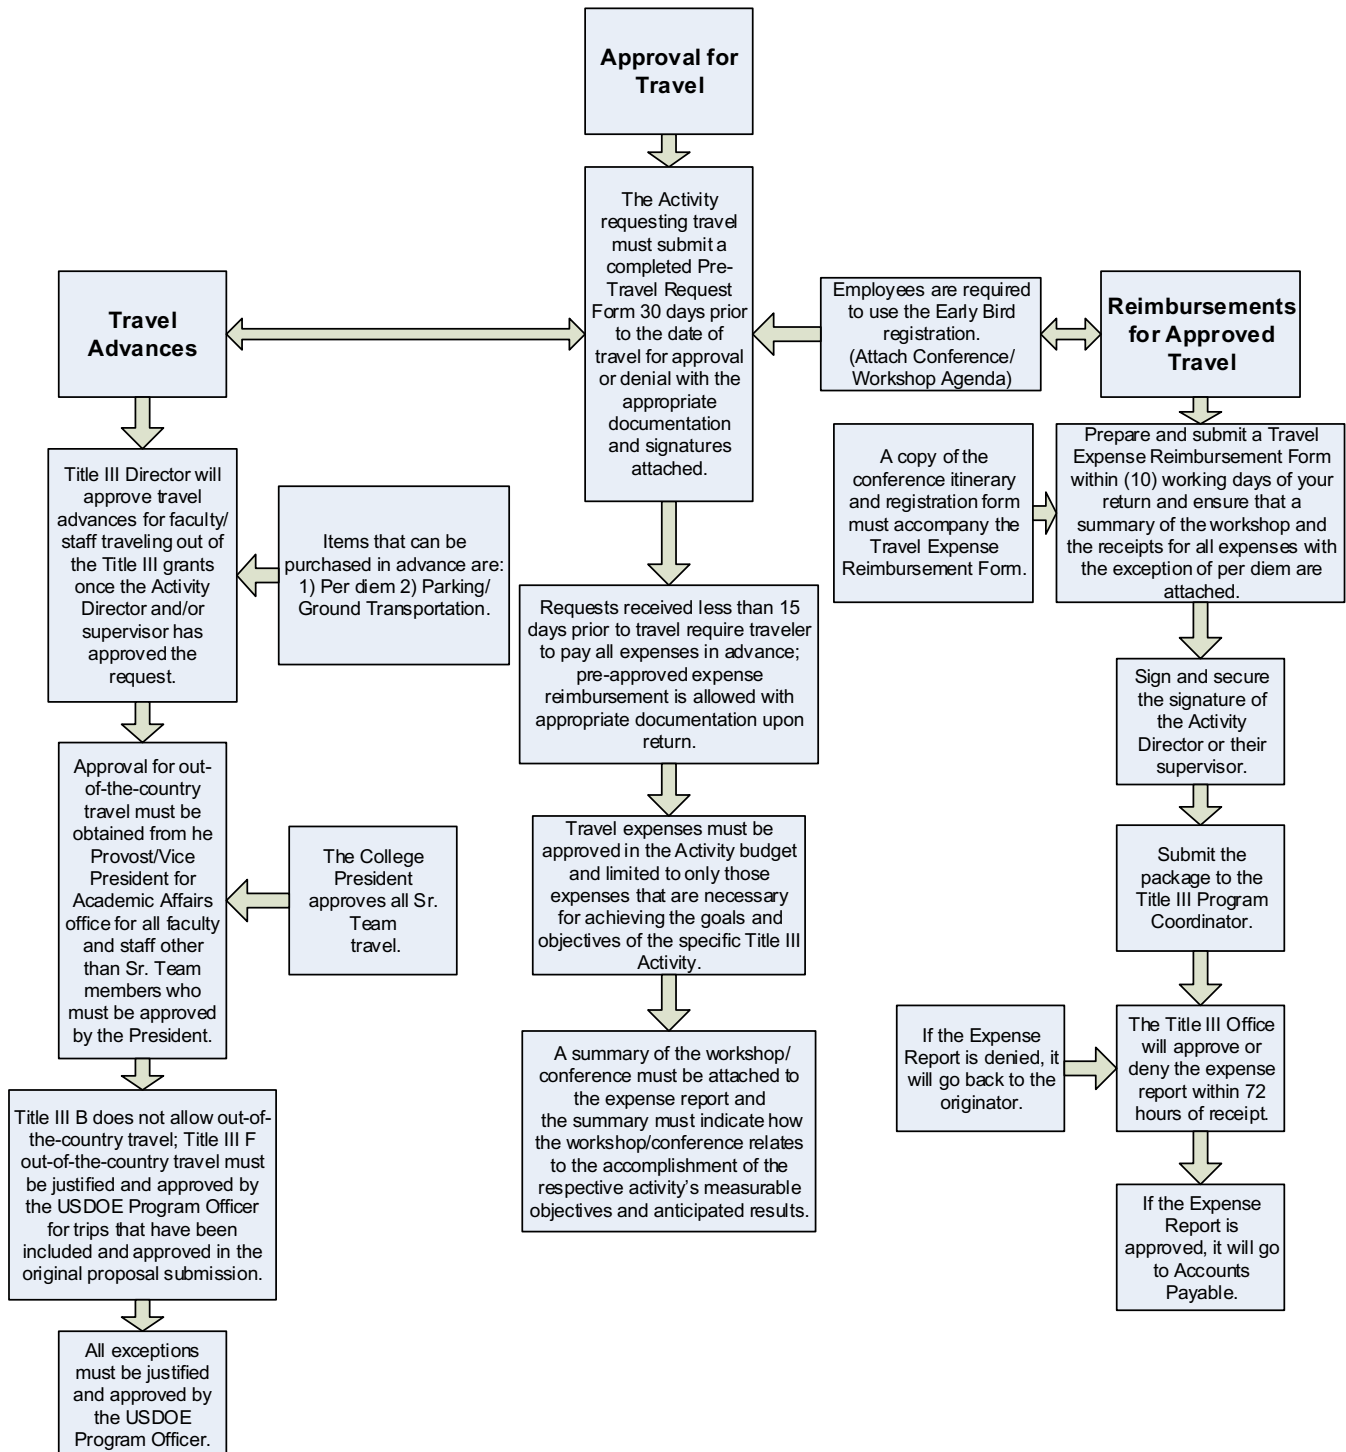 Approval for
Travel
The Activity
requesting travel
must submit a
completed Pre-
Travel Request
Form 30 days prior
to the date of
travel for approval
or denial with the
appropriate
documentation
and signatures
attached.
Requests received less than 15
days prior to travel require traveler
to pay all expenses in advance;
pre-approved expense
reimbursement is allowed with
appropriate documentation upon
return.
Travel expenses must be
approved in the Activity budget
and limited to only those
expenses that are necessary
for achieving the goals and
objectives of the specific Title III
Activity.
A summary of the workshop/
conference must be attached to
the expense report and
the summary must indicate how
the workshop/conference relates
to the accomplishment of the
respective activity’s measurable
objectives and anticipated results.
Travel
Advances
Title III Director will
approve travel
advances for faculty/
staff traveling out of
the Title III grants
once the Activity
Director and/or
supervisor has
approved the
request.
Items that can be
purchased in advance are:
1) Per diem 2) Parking/
Ground Transportation.
Approval for out-
of-the-country
travel must be
obtained from he
Provost/Vice
President for
Academic Affairs
office for all faculty
and staff other
than Sr. Team
members who
must be approved
by the President.
The College
President
approves all Sr.
Team
travel.
Title III B does not allow out-of-
the-country travel; Title III F
out-of-the-country travel must
be justified and approved by
the USDOE Program Officer
for trips that have been
included and approved in the
original proposal submission.
All exceptions
must be justified
and approved by
the USDOE
Program Officer.
Employees are required
to use the Early Bird
registration.
(Attach Conference/
Workshop Agenda)
Reimbursements
for Approved
Travel
A copy of the
conference itinerary
and registration form
must accompany the
Travel Expense
Reimbursement Form.
Prepare and submit a Travel
Expense Reimbursement Form
within (10) working days of your
return and ensure that a
summary of the workshop and
the receipts for all expenses with
the exception of per diem are
attached.
Sign and secure
the signature of
the Activity
Director or their
supervisor.
Submit the
package to the
Title III Program
Coordinator.
If the Expense
Report is denied, it
will go back to the
originator.
The Title III Office
will approve or
deny the expense
report within 72
hours of receipt.
If the Expense
Report is
approved, it will go
to Accounts
Payable.